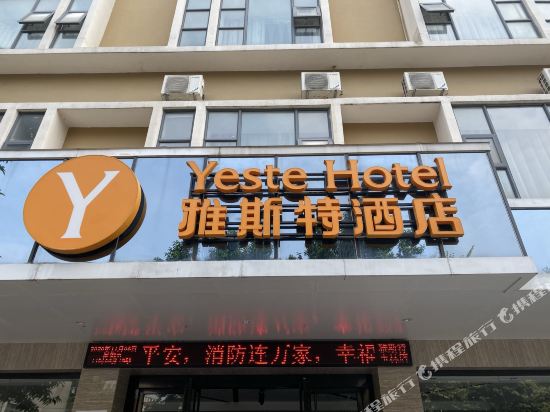 Y
Yeste Hotel
雅斯特酒店
平安，消防连万家，幸福
携程旅行